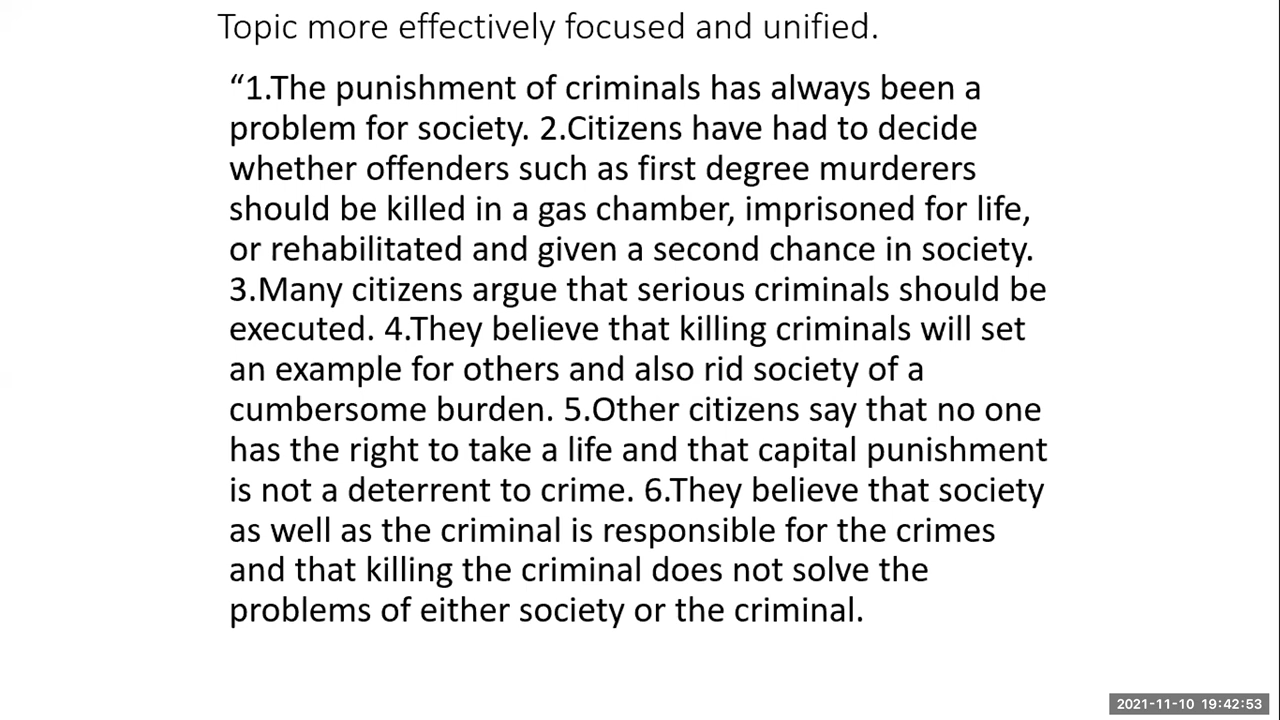 Topic more effectively focused and unified.
“1.The punishment of criminals has always been a
problem for society. 2.Citizens have had to decide
whether offenders such as first degree murderers
should be killed in a gas chamber, imprisoned for life,
or rehabilitated and given a second chance in society.
3.Many citizens argue that serious criminals should be
executed. 4.They believe that killing criminals will set
an example for others and also rid society of a
cumbersome burden. 5.Other citizens say that no one
has the right to take a life and that capital punishment
is not a deterrent to crime. 6.They believe that society
as well as the criminal is responsible for the crimes
and that killing the criminal does not solve the
problems of either society or the criminal.
2021-11-10 19:42:53